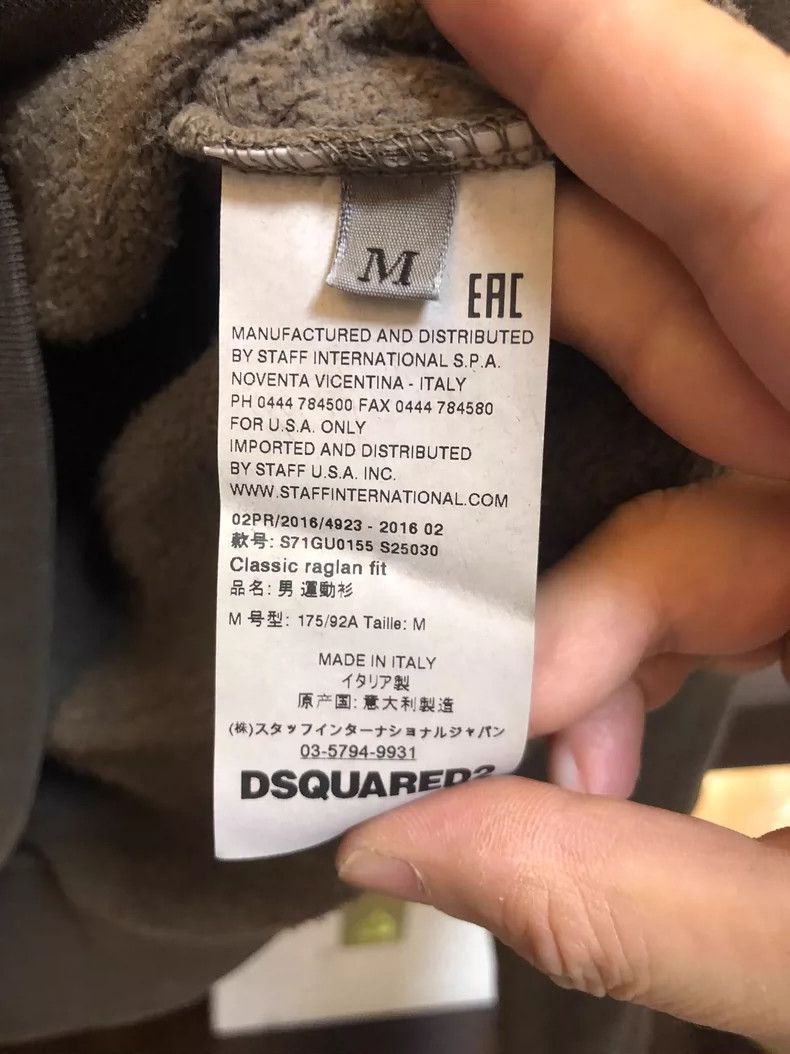 M
EAC
MANUFACTURED AND DISTRIBUTED
BY STAFF INTERNATIONAL S.P.A.
NOVENTA VICENTINA - ITALY
PH 0444 784500 FAX 0444 784580
FOR U.S.A. ONLY
IMPORTED AND DISTRIBUTED
BY STAFF U.S.A. INC.
WWW.STAFFINTERNATIONAL.COM
02PR/2016/4923 - 2016 02
款号: S71GU0155 S25030
Classic raglan fit
品名: 男 運動衫
M 号型: 175/92A Taille: M
MADE IN ITALY
イタリア製
原产国: 意大利製造
(株)スタッフインターナショナルジャパン
03-5794-9931
DSQUARED2